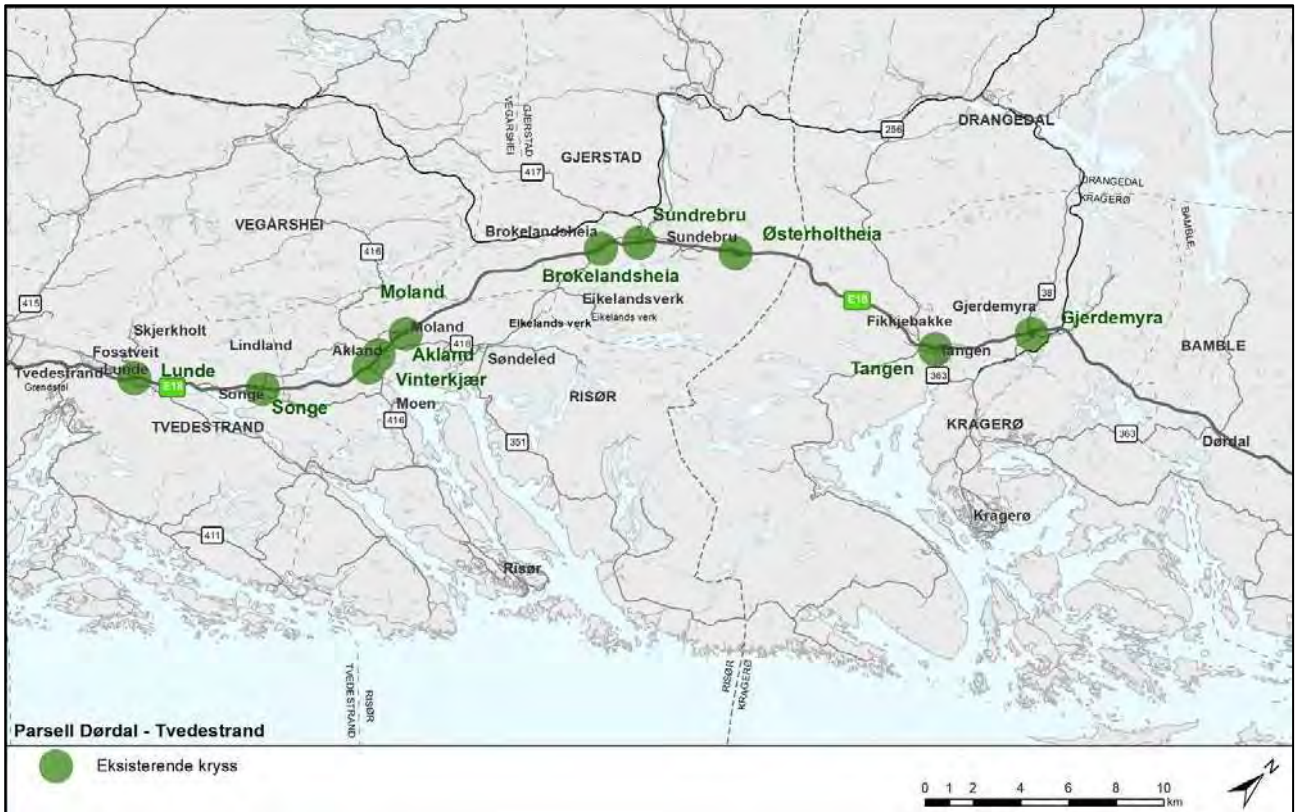 256
DRANGEDAL
GJERSTAD
VEGÅRSHEI
GJERSTAD
417
DRANGEDAL
KRAGERØ
BAMBLE
VEGÅRSHEI
416
Sundrebru
Brokelandsheia
Sundebru
Østerholtheia
Brokelandsheia
415
Moland
Eikelandsverk
Eikelands verk
Eikelands verk
E18
38
Gjerdemyra
Gjerdemyra
Fikkjebakke
Skjerkholt
Lindland
Moland
Akland
418
Akland
Søndeled
Tangen
Tangen
BAMBLE
Fosstveit
Lunde
Lunde
Tvedestrand
Grendstøl
E18
Vinterkjær
363
Songe
Songe
Moen
RISØR
416
TVEDESTRAND
KRAGERØ
363
Dørdal
351
Kragerø
411
Risør
TVEDESTRAND
RISØR
RISØR
KRAGERØ
Parsell Dørdal - Tvedestrand
Eksisterende kryss
0 1 2 4 6 8 10
km
N